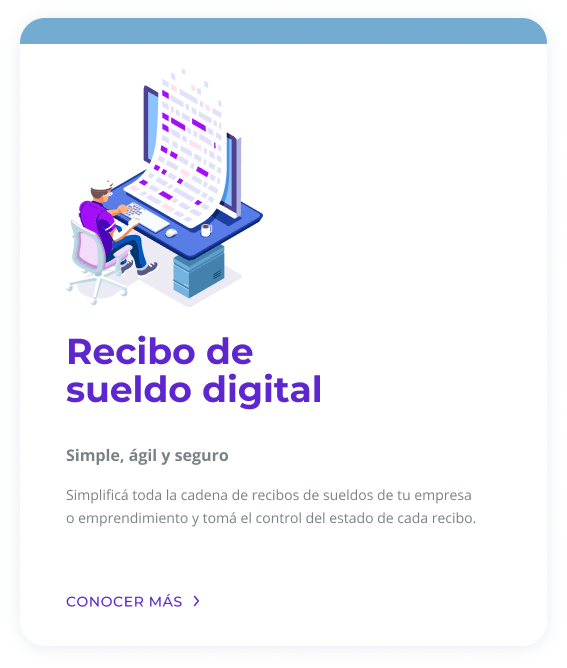 Recibo de
sueldo digital
Simple, ágil y seguro
Simplificá toda la cadena de recibos de sueldos de tu empresa
o emprendimiento y tomá el control del estado de cada recibo.
CONOCER MÁS